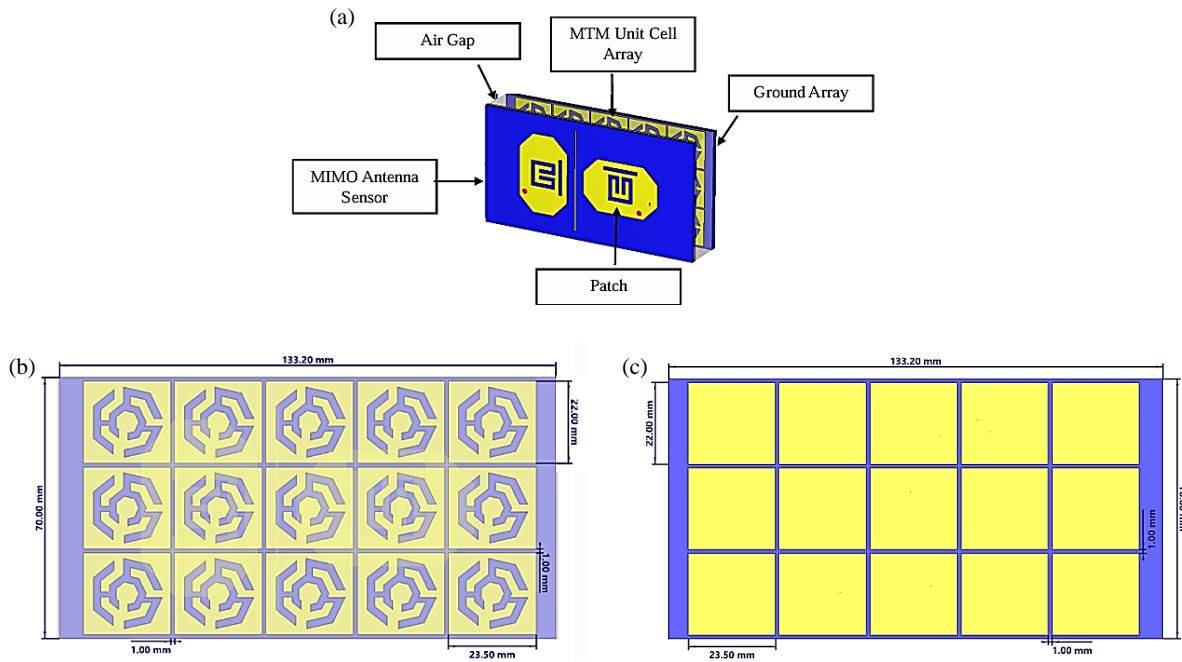 (a)
Air Gap
MTM Unit Cell
Array
Ground Array
MIMO Antenna
Sensor
Patch
(b)
133.20 mm
22.00 mm
70.00 mm
1.00 mm
1.00 mm
23.50 mm
(c)
133.20 mm
22.00 mm
1.00 mm
23.50 mm
1.00 mm